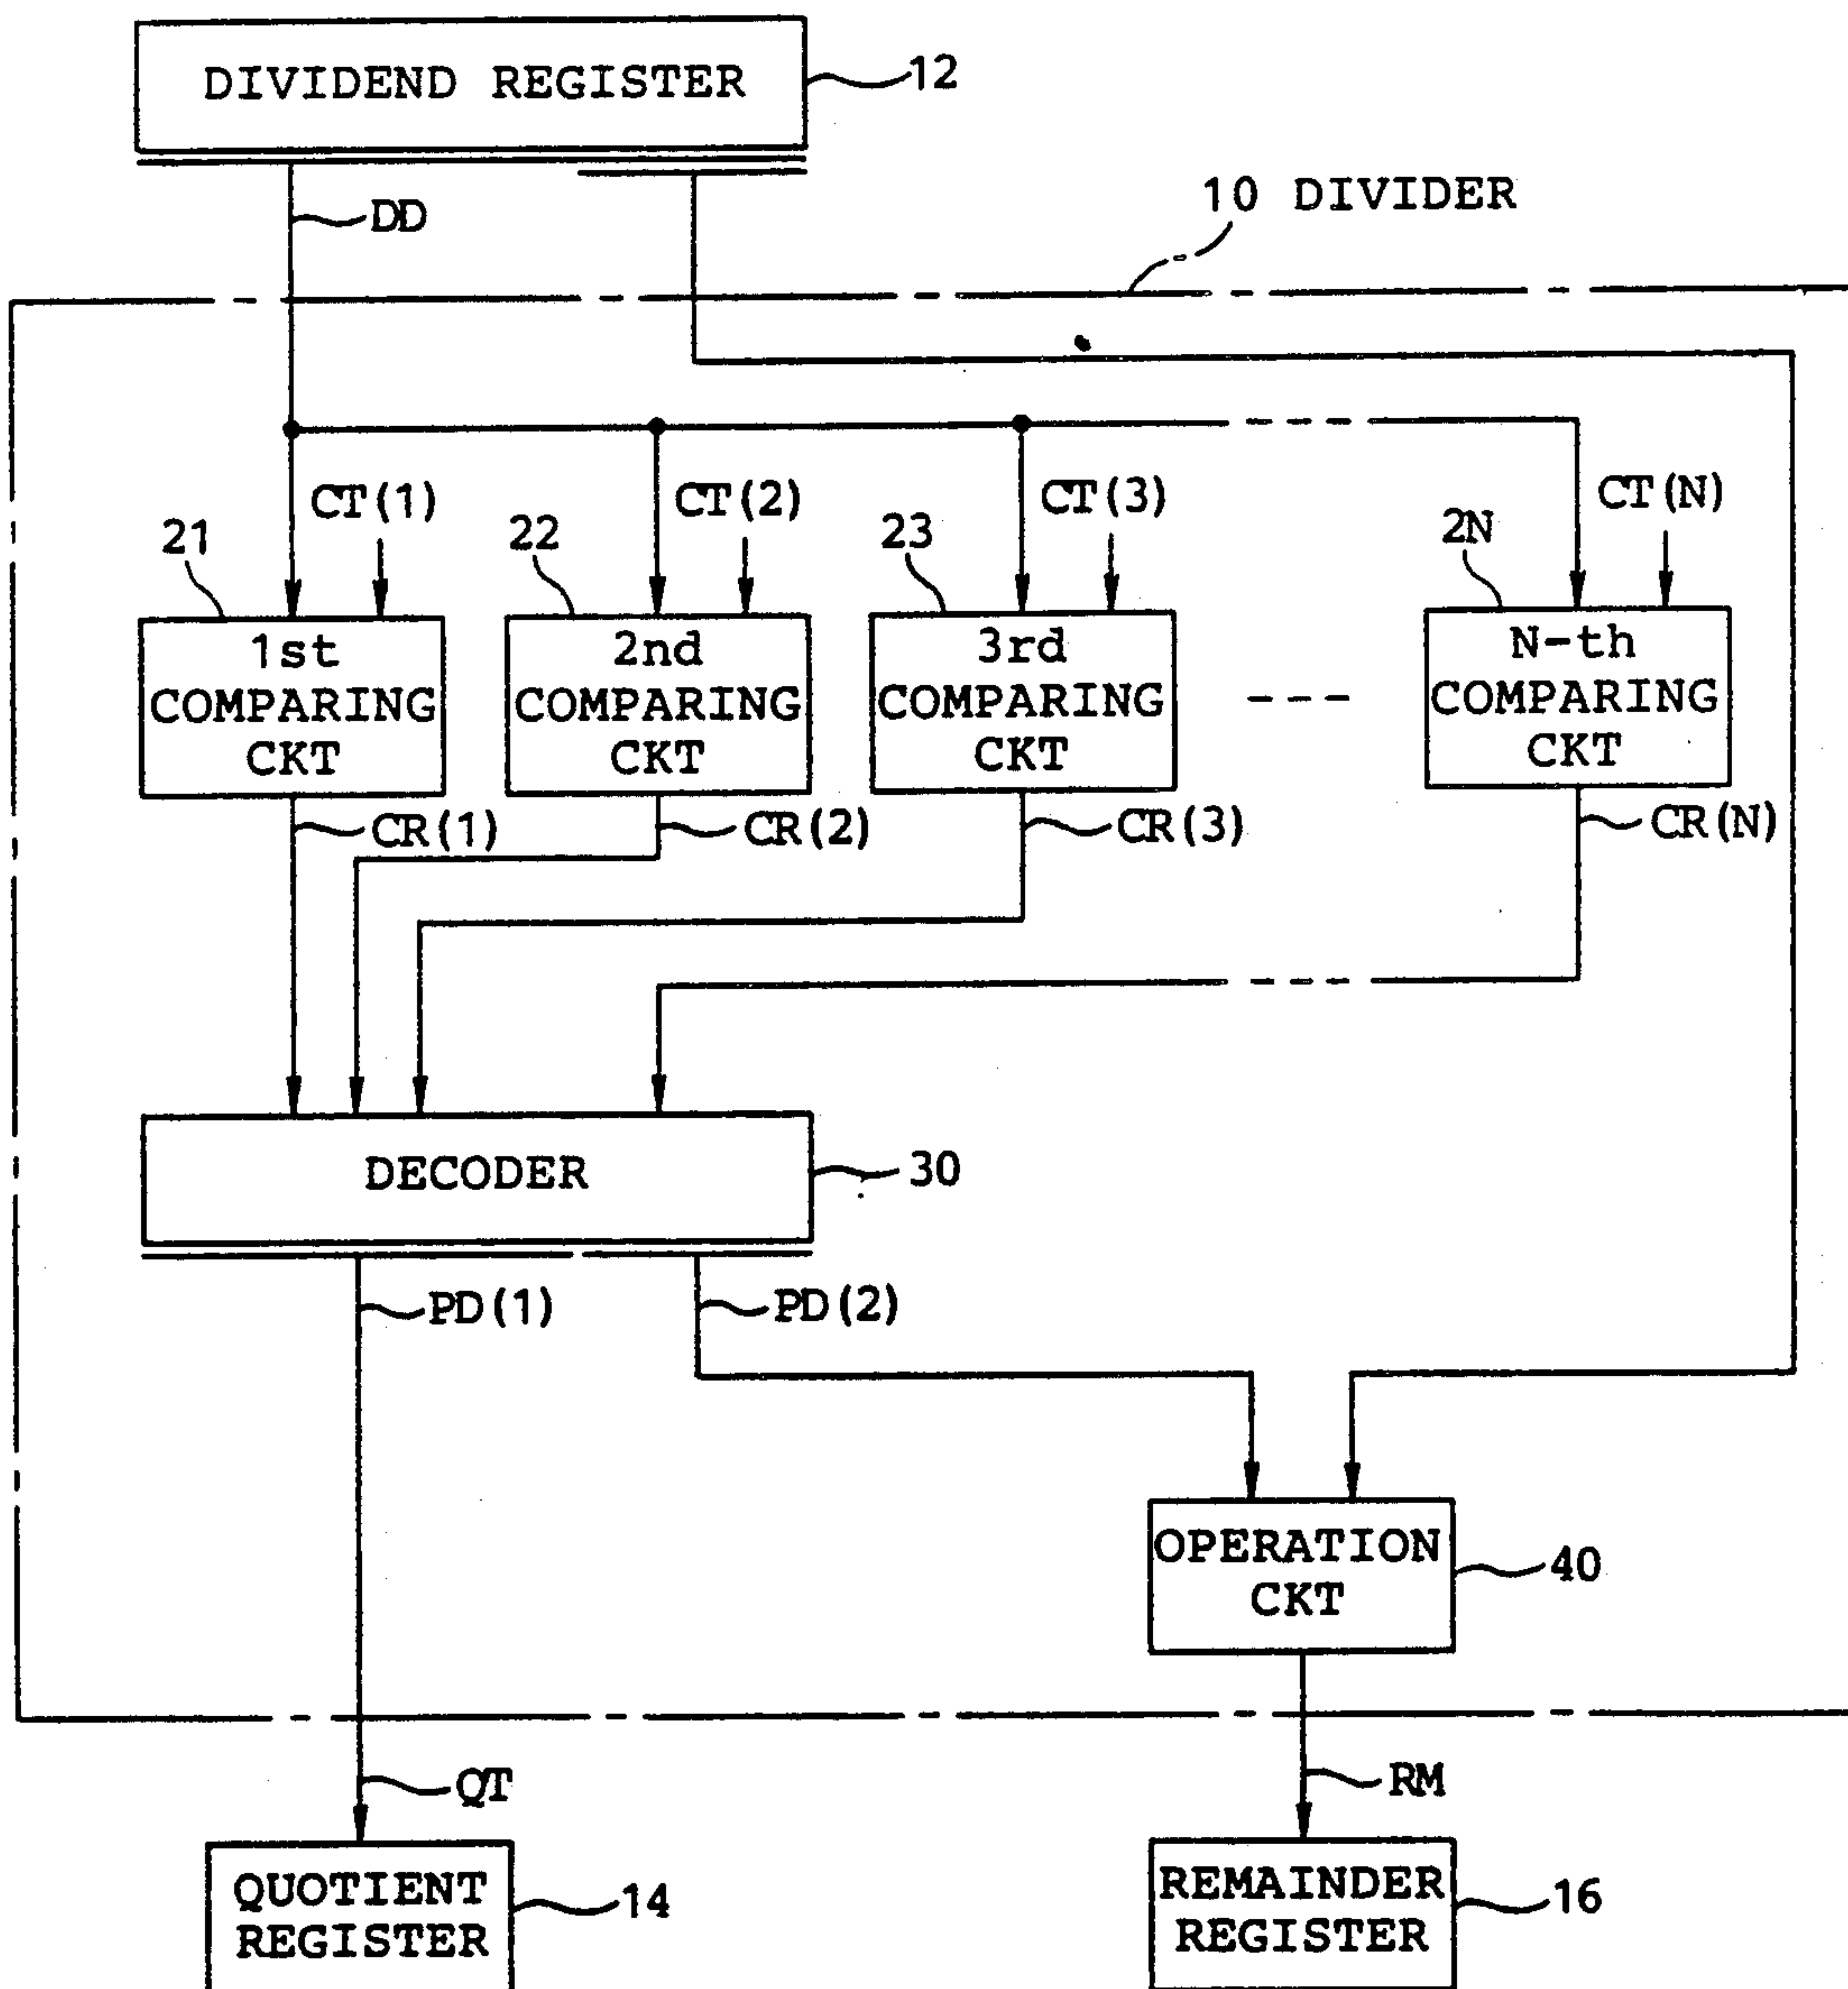 DIVIDEND REGISTER
12
DD
10 DIVIDER
CT(1)
CT(2)
CT(3)
CT(N)
21
22
23
2N
1st
COMPARING
CKT
2nd
COMPARING
CKT
3rd
COMPARING
CKT
N-th
COMPARING
CKT
CR(1)
CR(2)
CR(3)
CR(N)
DECODER
30
PD(1)
PD(2)
OPERATION
CKT
40
QT
RM
QUOTIENT
REGISTER
14
REMAINDER
REGISTER
16